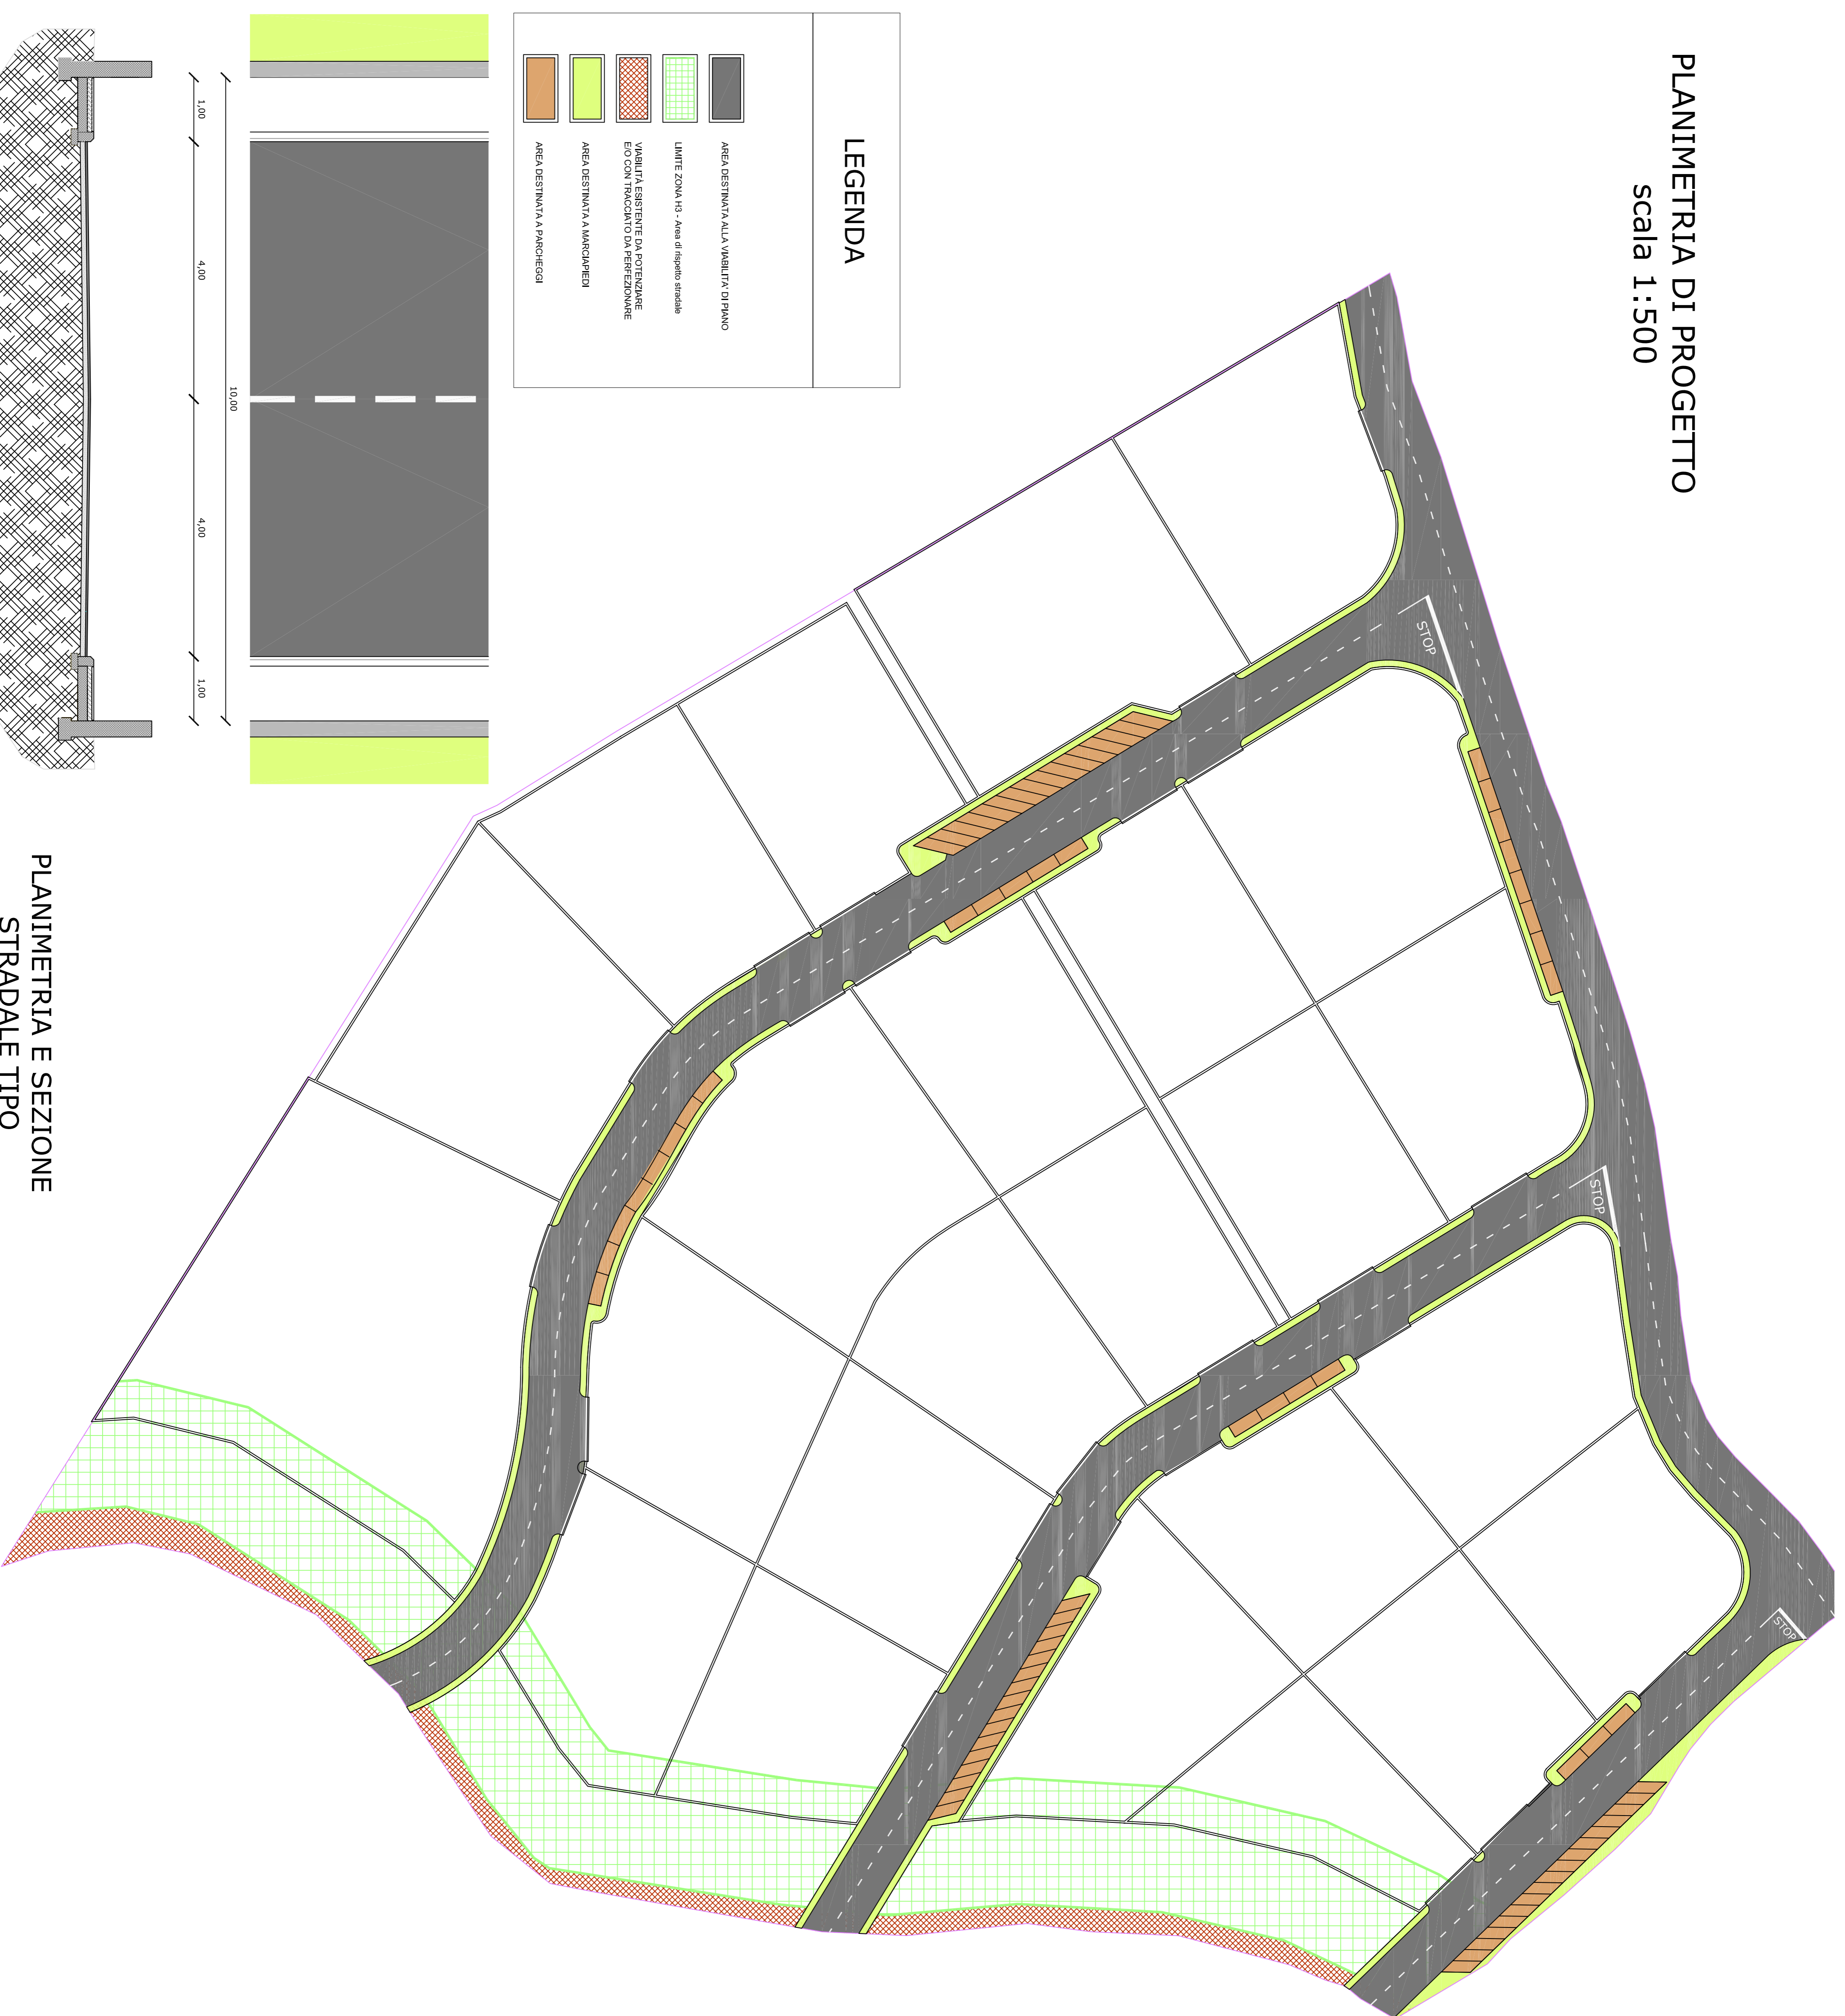 PLANIMETRIA DI PROGETTO
scala 1:500
LEGENDA
AREA DESTINATA ALLA VIABILITA' DI PIANO
LIMITE ZONA H3 - Area di rispetto stradale
VIABILITÀ ESISTENTE DA POTENZIARE
E/O CON TRACCIATO DA PERFEZIONARE
AREA DESTINATA A MARCIAPIEDI
AREA DESTINATA A PARCHEGGI
STOP
STOP
STOP
10,00
1,00
4,00
4,00
1,00
PLANIMETRIA E SEZIONE
STRADALE TIPO